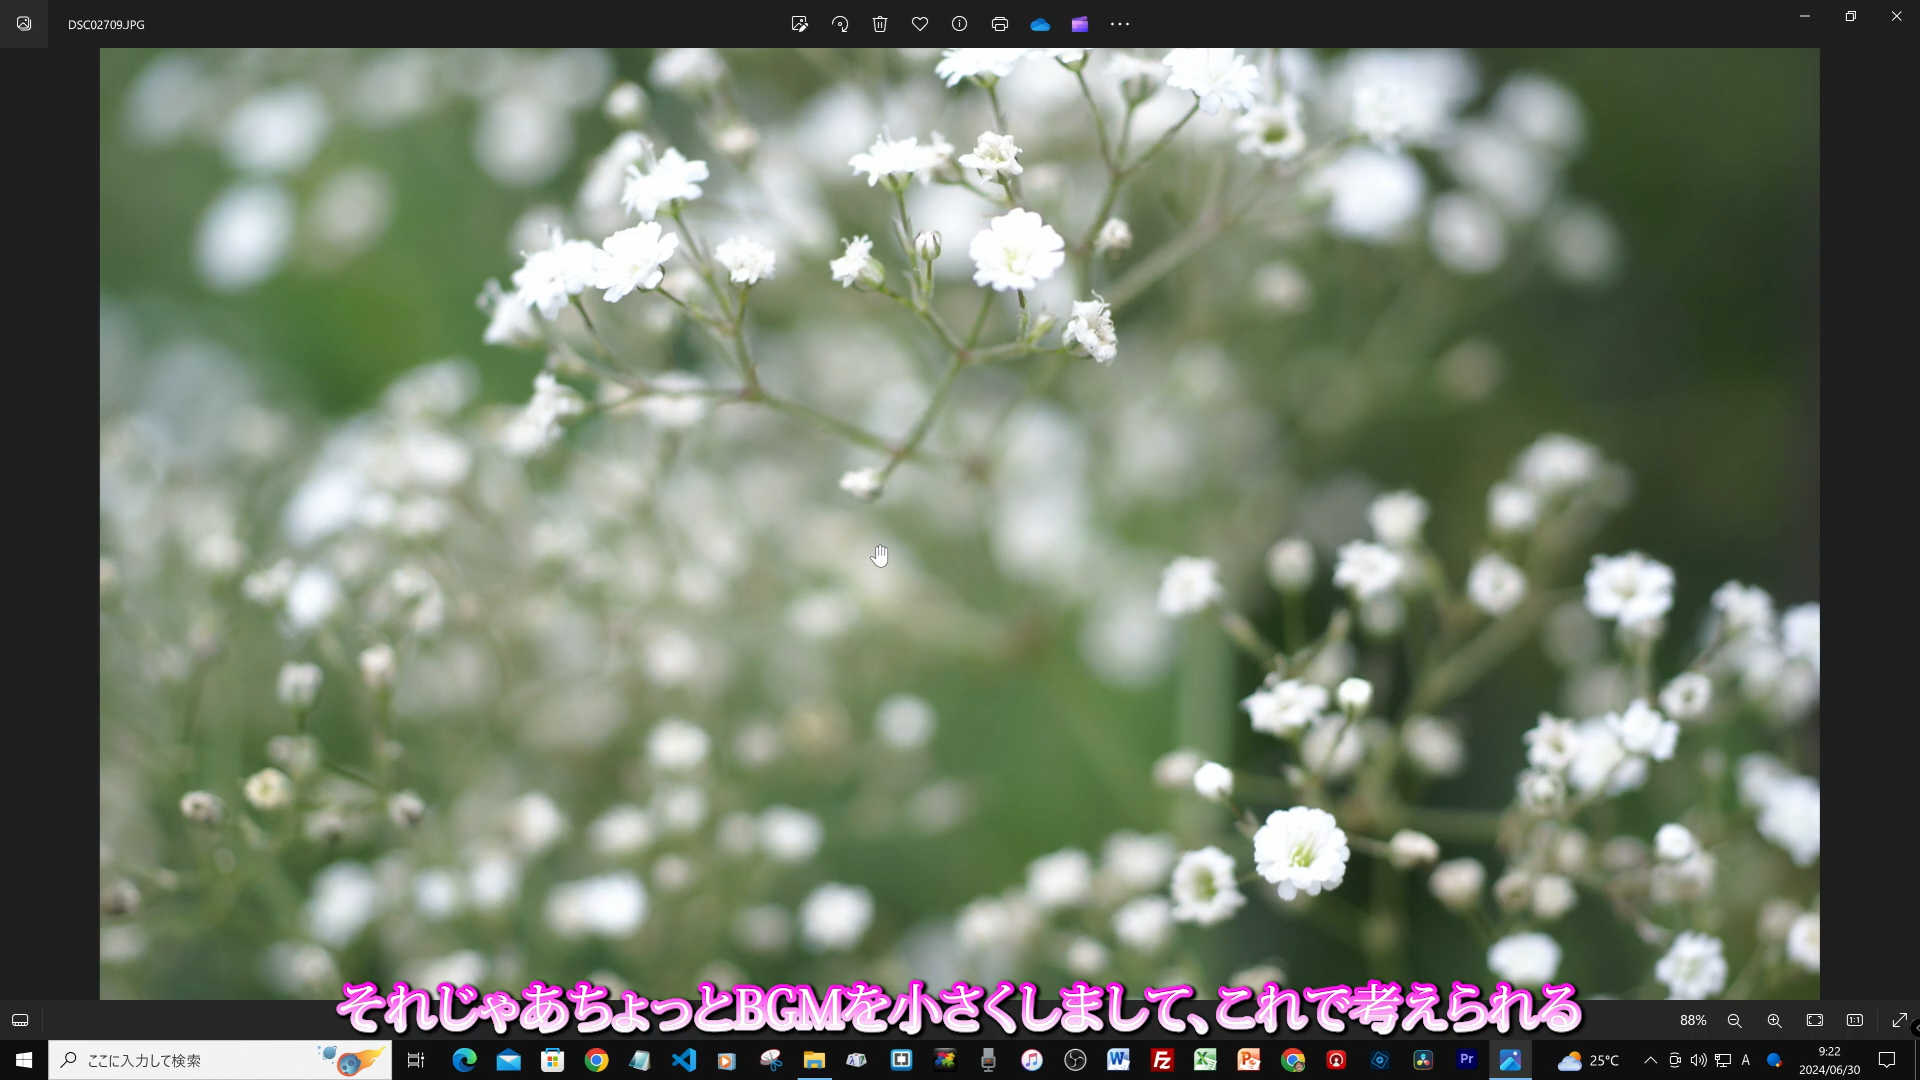 DSC02709.JPG
それじゃあちょっとBGMを小さくしまして、これで考えられる
88%
ここに入力して検索
25°C
A
9:22
2024/06/30